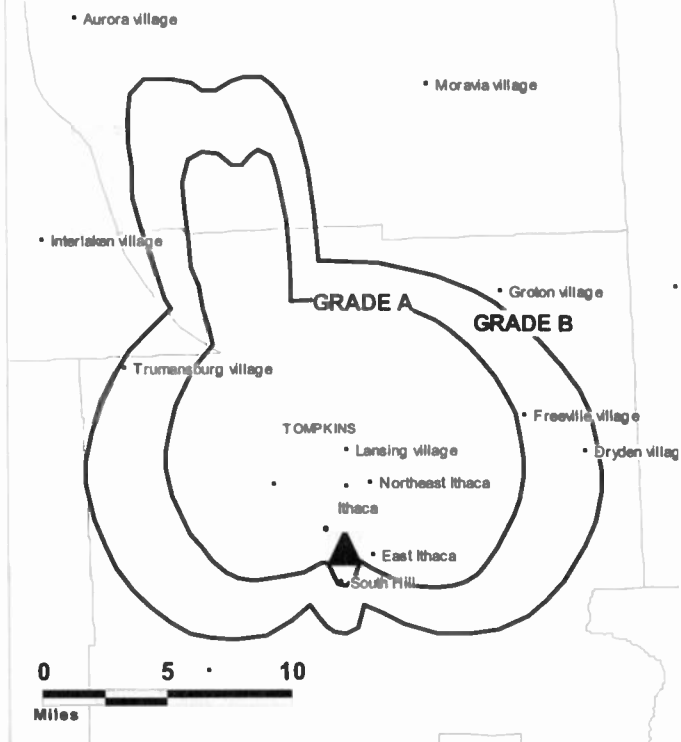 Aurora village
Moravia village
Interlaken village
Groton village
GRADE A
GRADE B
Trumansburg village
Freeville village
TOMPKINS
Lansing village
Dryden villag
Northeast Ithaca
Ithaca
East Ithaca
South Hill
0 5 10
Miles